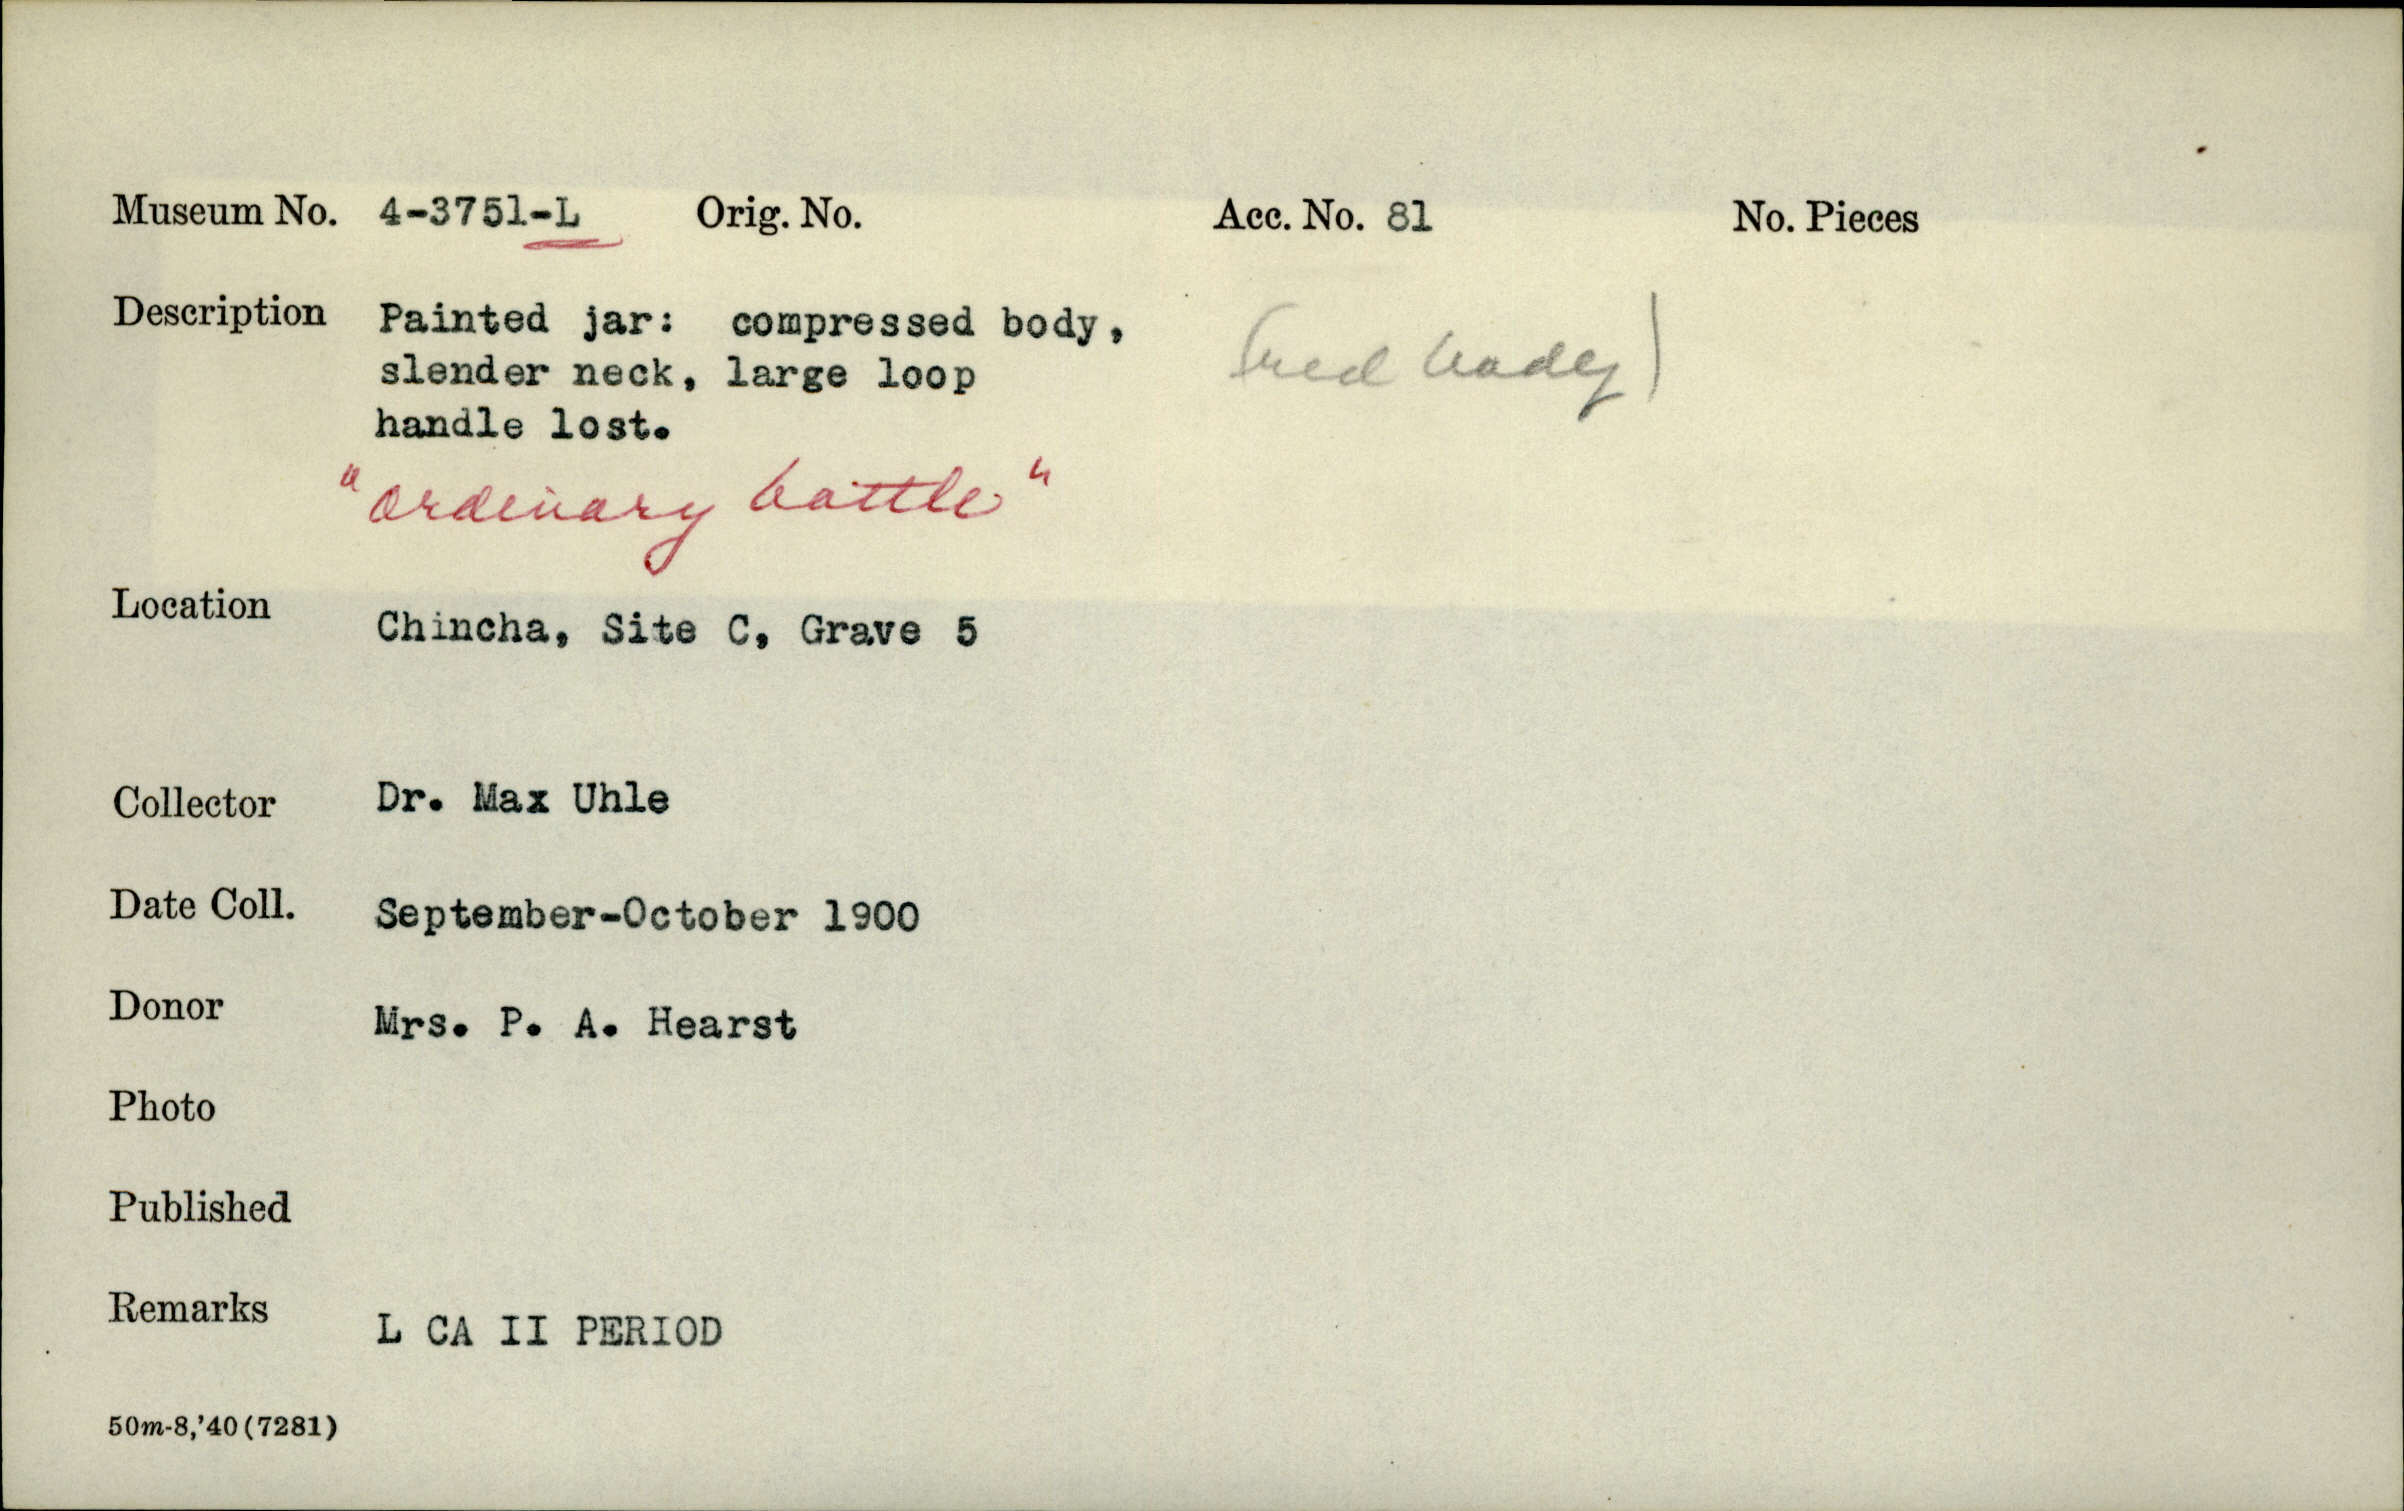 Museum No. 4-3751-L Orig. No. Acc. No. 81 No. Pieces
Description Painted jar: compressed body,
slender neck, large loop (red body)
handle lost.
"ordinary bottle"
Location Chincha, Site C, Grave 5
Collector Dr. Max Uhle
Date Coll. September-October 1900
Donor Mrs. P. A. Hearst
Photo
Published
Remarks L CA II PERIOD
50m-8,'40(7281)